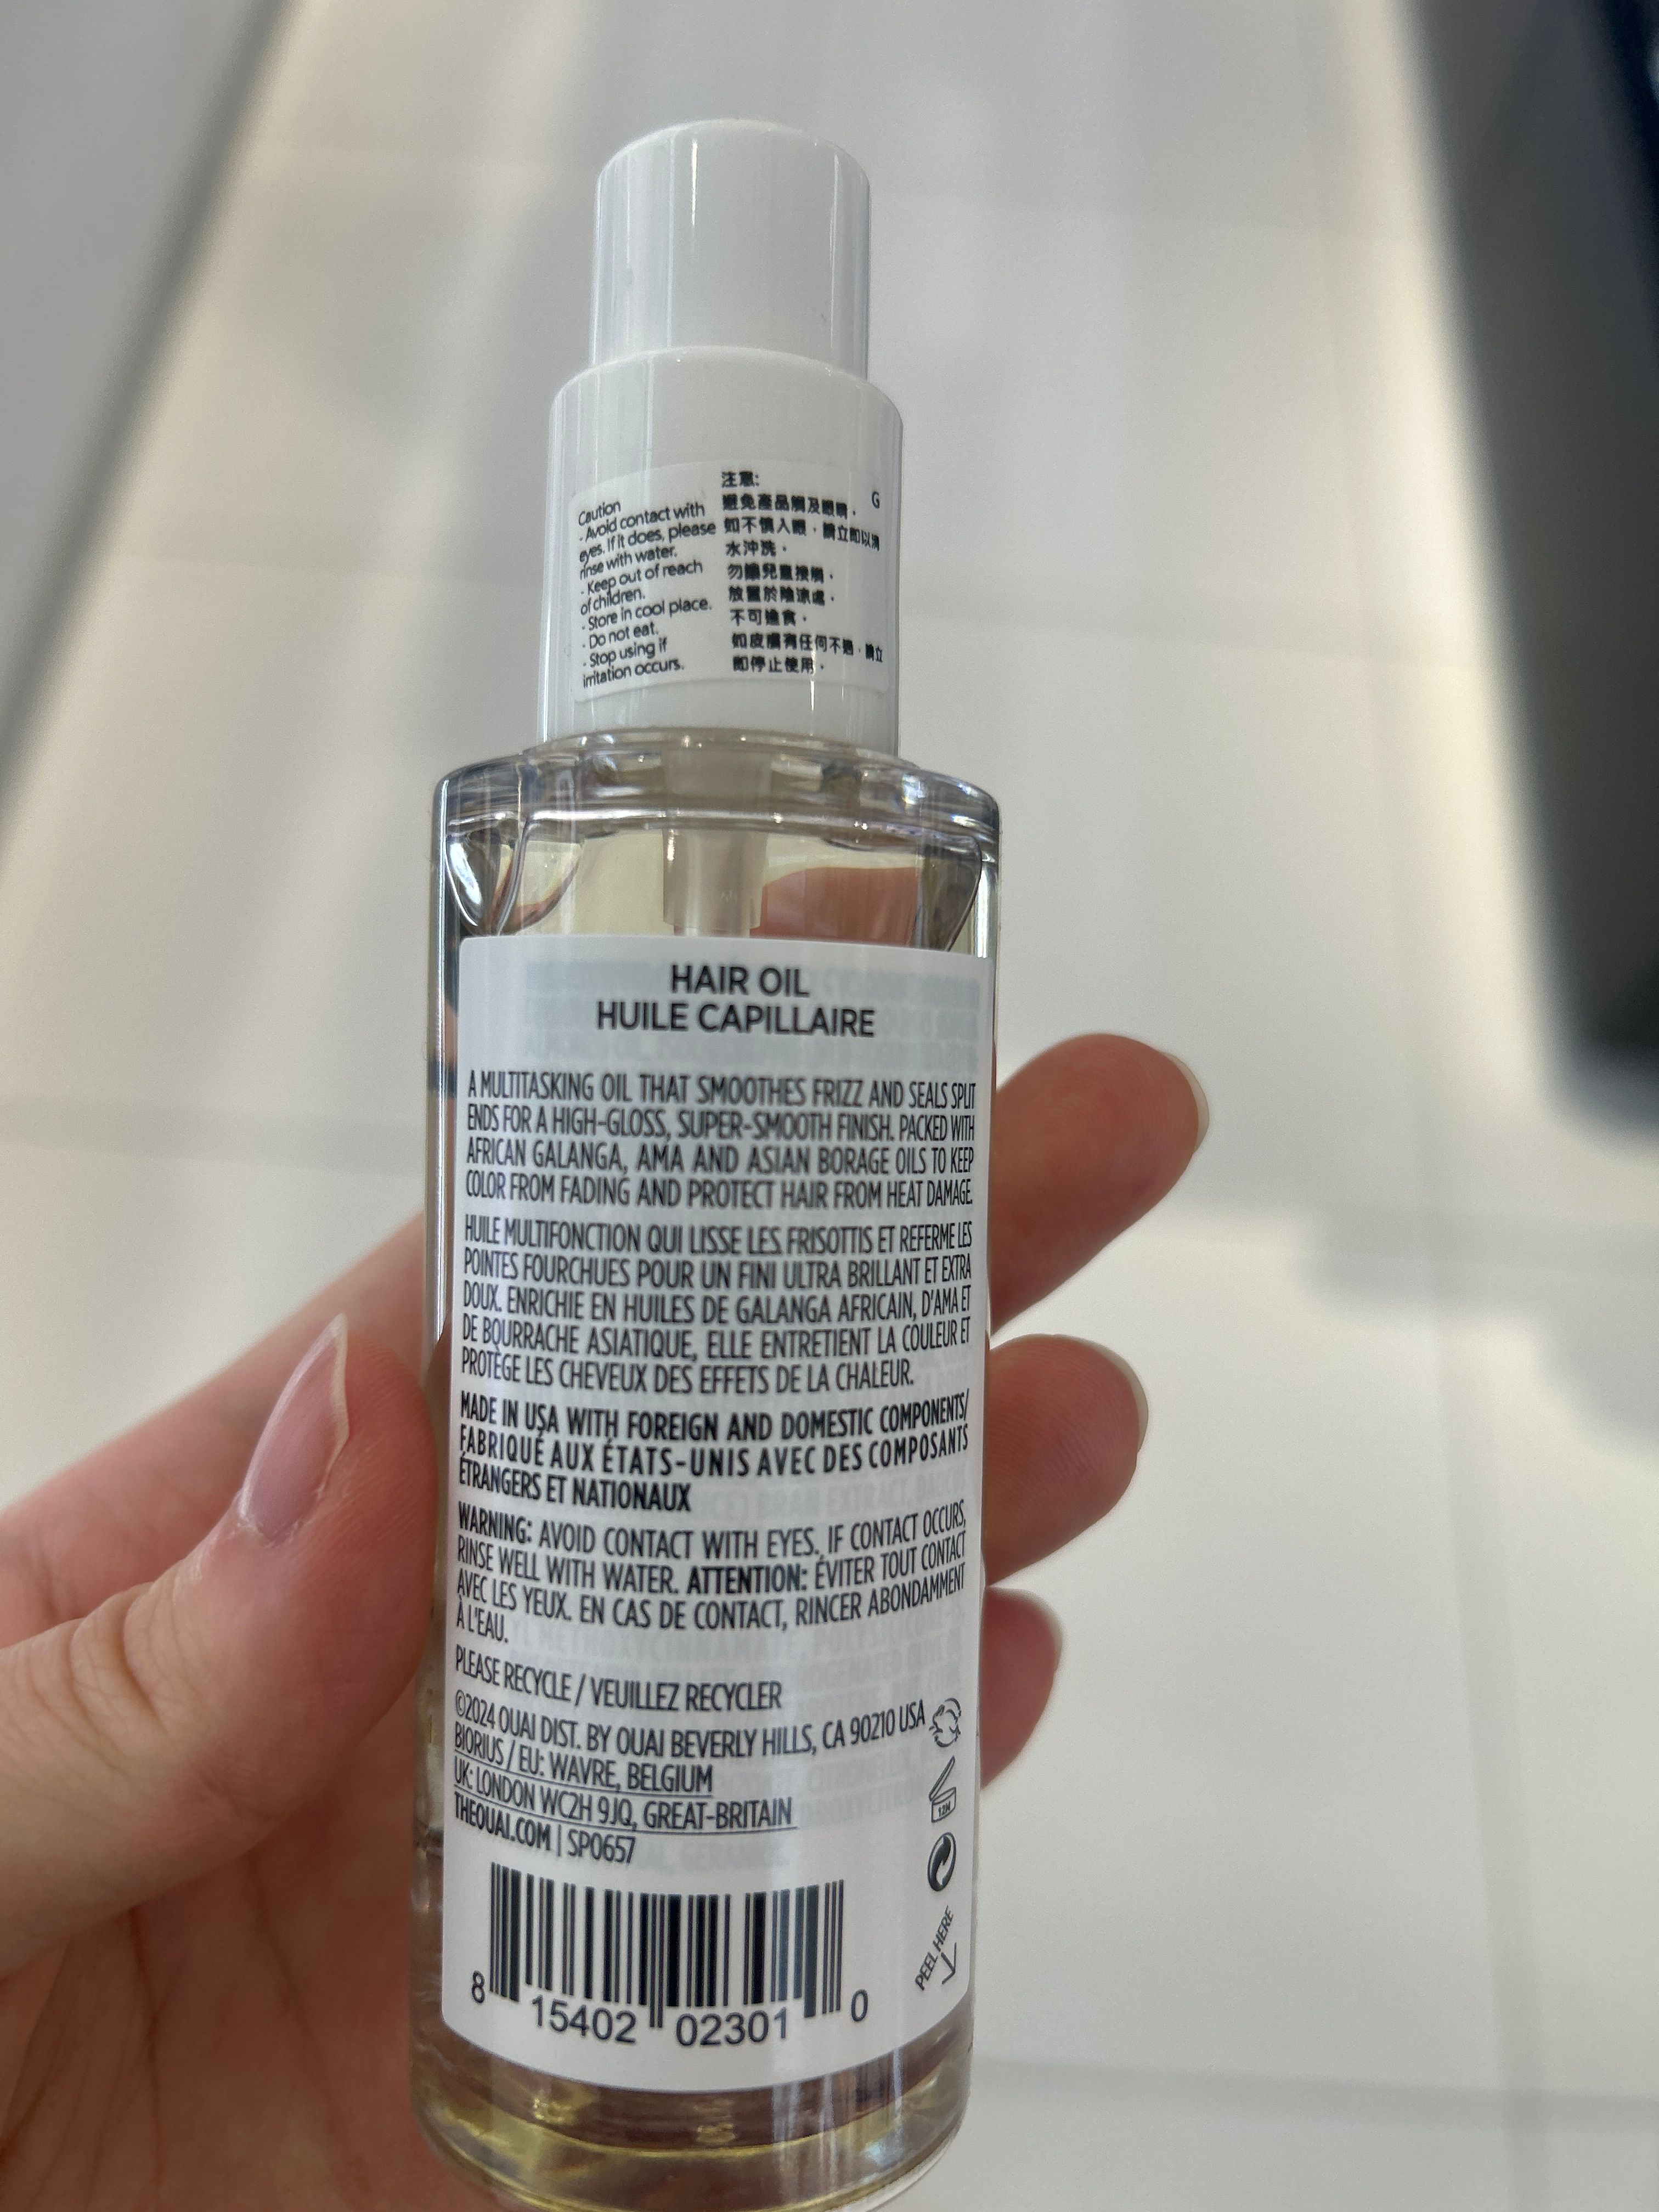 Caution
- Avoid contact with
eyes. If it does, please
rinse with water.
- Keep out of reach
of children.
- Store in cool place.
- Do not eat.
- Stop using if
irritation occurs.
注意:
避免產品觸及眼睛。
G
如不慎入眼，請立即以清
水沖洗。
勿讓兒童接觸。
放置於陰涼處。
不可進食。
如皮膚有任何不適，請立
即停止使用。
HAIR OIL
HUILE CAPILLAIRE
A MULTITASKING OIL THAT SMOOTHES FRIZZ AND SEALS SPLIT
ENDS FOR A HIGH-GLOSS, SUPER-SMOOTH FINISH. PACKED WITH
AFRICAN GALANGA, AMA AND ASIAN BORAGE OILS TO KEEP
COLOR FROM FADING AND PROTECT HAIR FROM HEAT DAMAGE.
HUILE MULTIFONCTION QUI LISSE LES FRISOTTIS ET REFERME LES
POINTES FOURCHUES POUR UN FINI ULTRA BRILLANT ET EXTRA
DOUX. ENRICHIE EN HUILES DE GALANGA AFRICAIN, D'AMA ET
DE BOURRACHE ASIATIQUE, ELLE ENTRETIENT LA COULEUR ET
PROTÈGE LES CHEVEUX DES EFFETS DE LA CHALEUR.
MADE IN USA WITH FOREIGN AND DOMESTIC COMPONENTS/
FABRIQUÉ AUX ÉTATS-UNIS AVEC DES COMPOSANTS
ÉTRANGERS ET NATIONAUX
WARNING: AVOID CONTACT WITH EYES. IF CONTACT OCCURS,
RINSE WELL WITH WATER. ATTENTION: ÉVITER TOUT CONTACT
AVEC LES YEUX. EN CAS DE CONTACT, RINCER ABONDAMMENT
À L'EAU.
PLEASE RECYCLE / VEUILLEZ RECYCLER
©2024 OUAI DIST. BY OUAI BEVERLY HILLS, CA 90210 USA
BIORIUS / EU: WAVRE, BELGIUM
UK: LONDON WC2H 9JQ, GREAT-BRITAIN
THEOUAI.COM | SP0657
12M
PEEL HERE
8 15402 02301 0